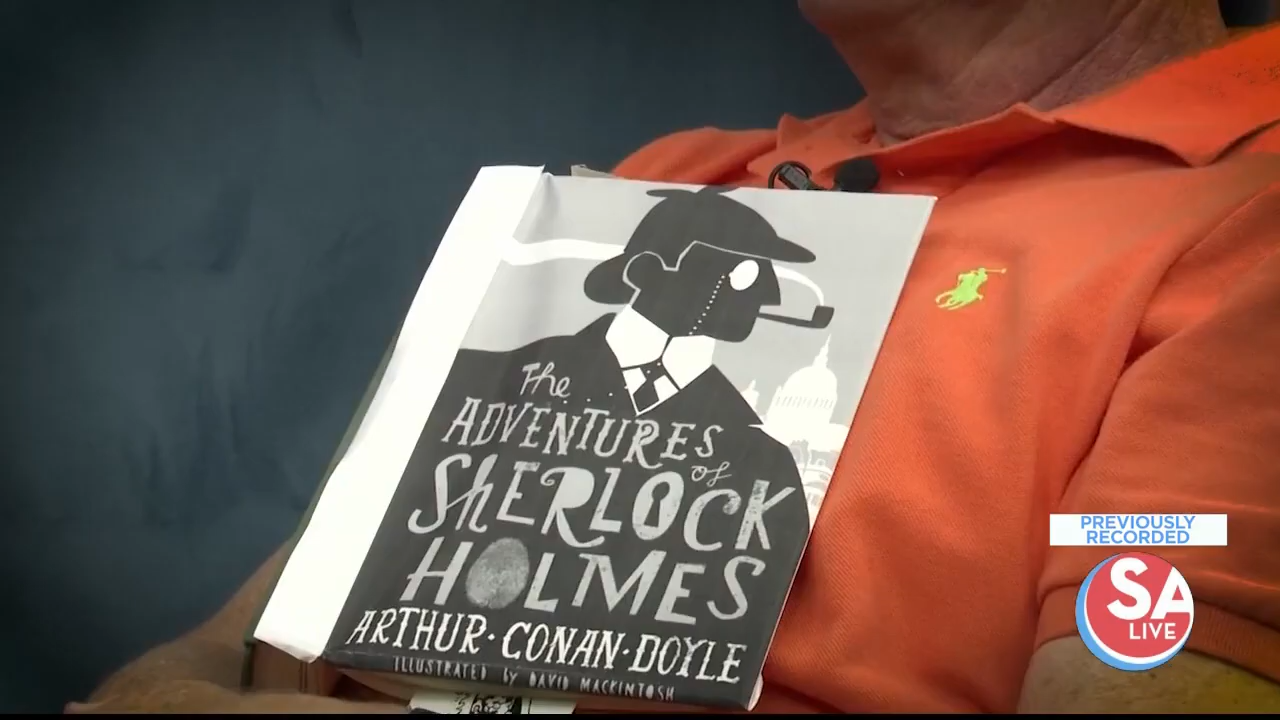 The
ADVENTURES
of
SHERLOCK
HOLMES
ARTHUR·CONAN·DOYLE
ILLUSTRATED by DAVID MACKINTOSH
PREVIOUSLY
RECORDED
SA
LIVE